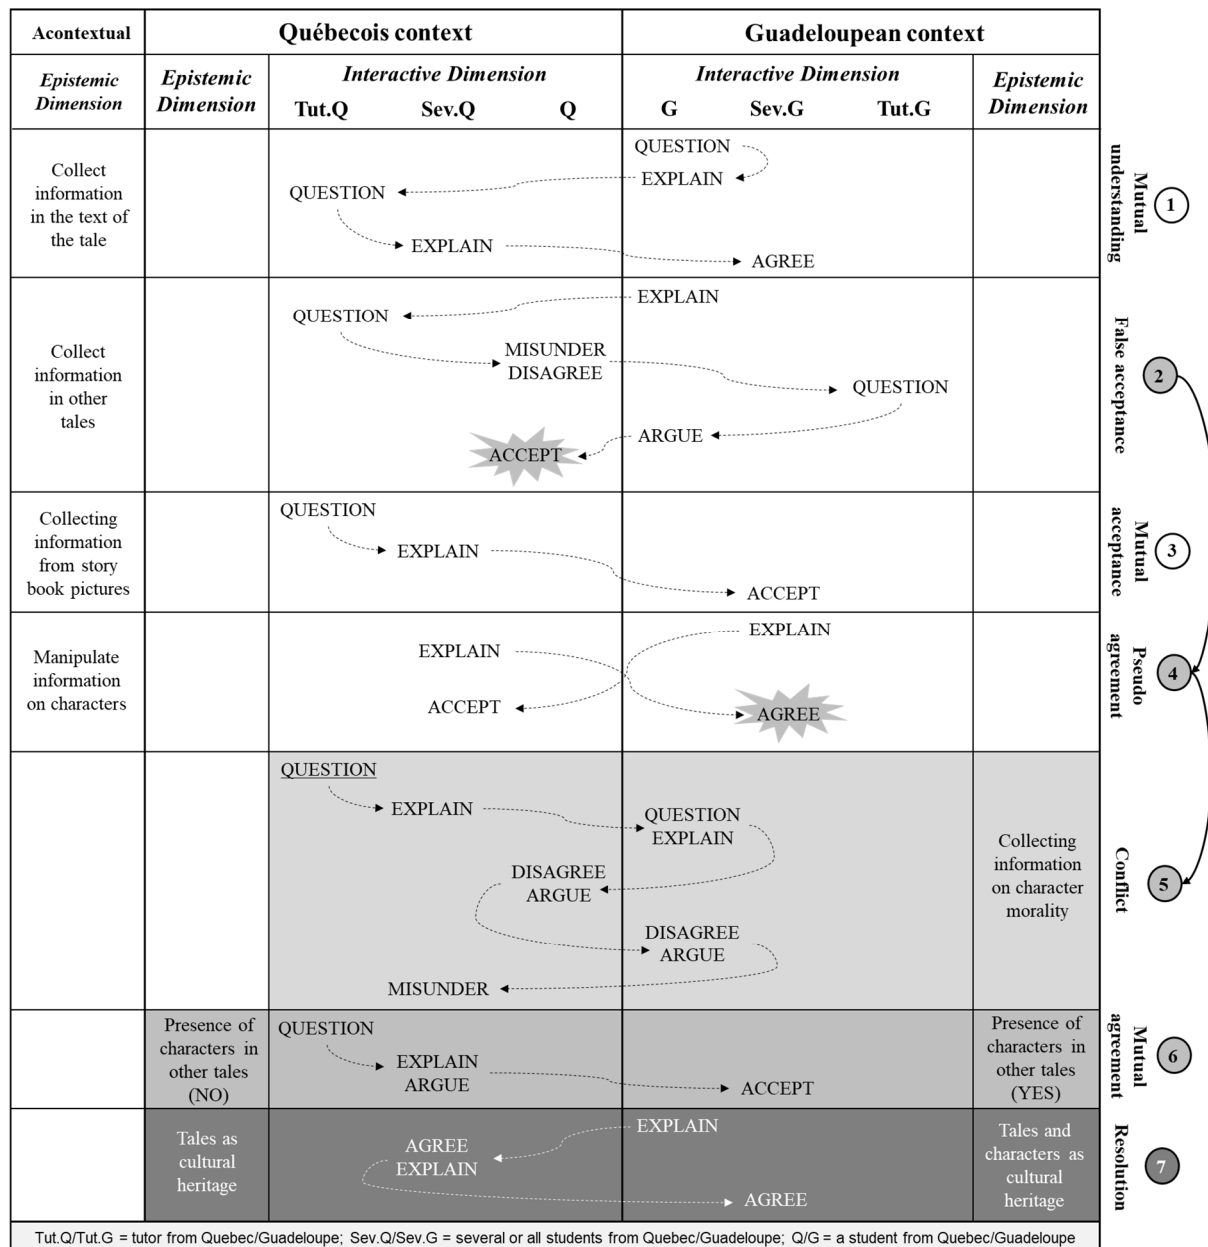 Acontextual
Québecois context
Guadeloupean context
Epistemic
Dimension
Epistemic
Dimension
Interactive Dimension
Tut.Q Sev.Q Q
Interactive Dimension
G Sev.G Tut.G
Epistemic
Dimension
Collect
information
in the text of
the tale
QUESTION
EXPLAIN
QUESTION
EXPLAIN
AGREE
Mutual
understanding
1
Collect
information
in other
tales
EXPLAIN
QUESTION
MISUNDER
DISAGREE
QUESTION
ARGUE
ACCEPT
False acceptance
2
Collecting
information
from story
book pictures
QUESTION
EXPLAIN
ACCEPT
Mutual
acceptance
3
Manipulate
information
on characters
EXPLAIN
EXPLAIN
ACCEPT
AGREE
Pseudo
agreement
4
QUESTION
EXPLAIN
QUESTION
EXPLAIN
DISAGREE
ARGUE
DISAGREE
ARGUE
MISUNDER
Collecting
information
on character
morality
Conflict
5
Presence of
characters in
other tales
(NO)
QUESTION
EXPLAIN
ARGUE
ACCEPT
Presence of
characters in
other tales
(YES)
Mutual
agreement
6
Tales as
cultural
heritage
EXPLAIN
AGREE
EXPLAIN
AGREE
Tales and
characters as
cultural
heritage
Resolution
7
Tut.Q/Tut.G = tutor from Quebec/Guadeloupe; Sev.Q/Sev.G = several or all students from Quebec/Guadeloupe; Q/G = a student from Quebec/Guadeloupe